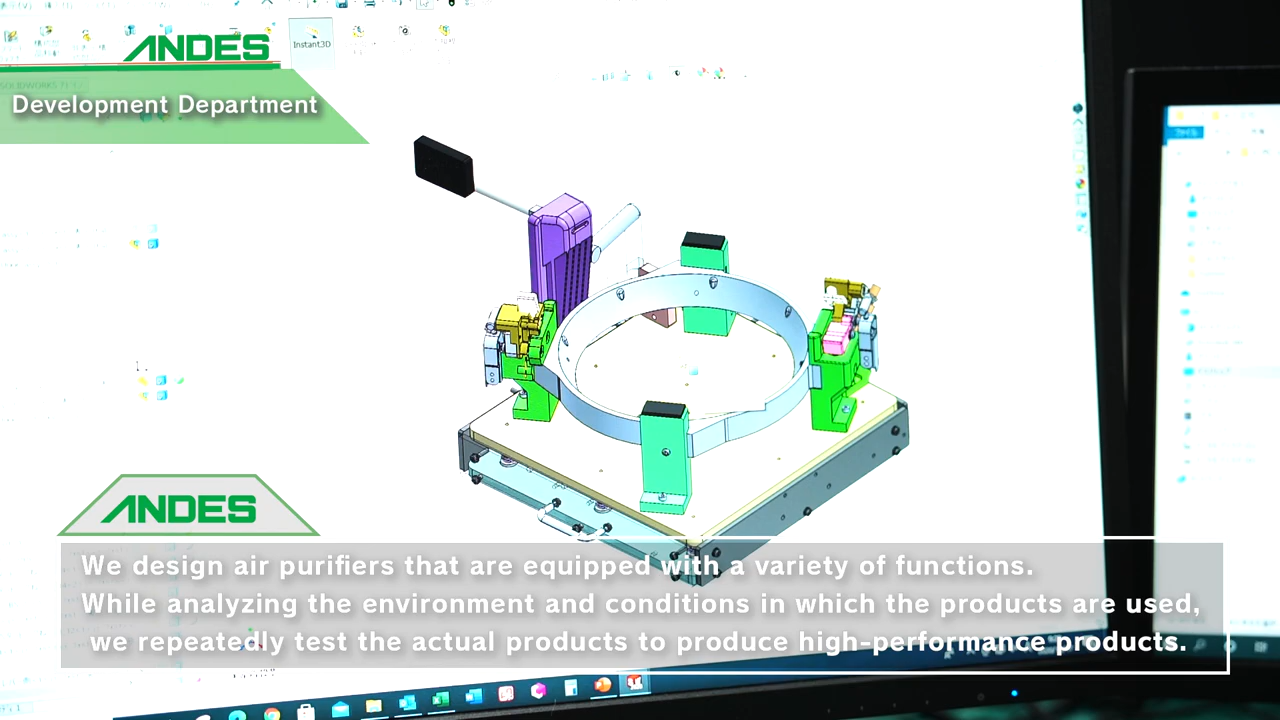 Instant3D
ANDES
SOLIDWORKS
Development Department
ANDES
We design air purifiers that are equipped with a variety of functions.
While analyzing the environment and conditions in which the products are used,
we repeatedly test the actual products to produce high-performance products.